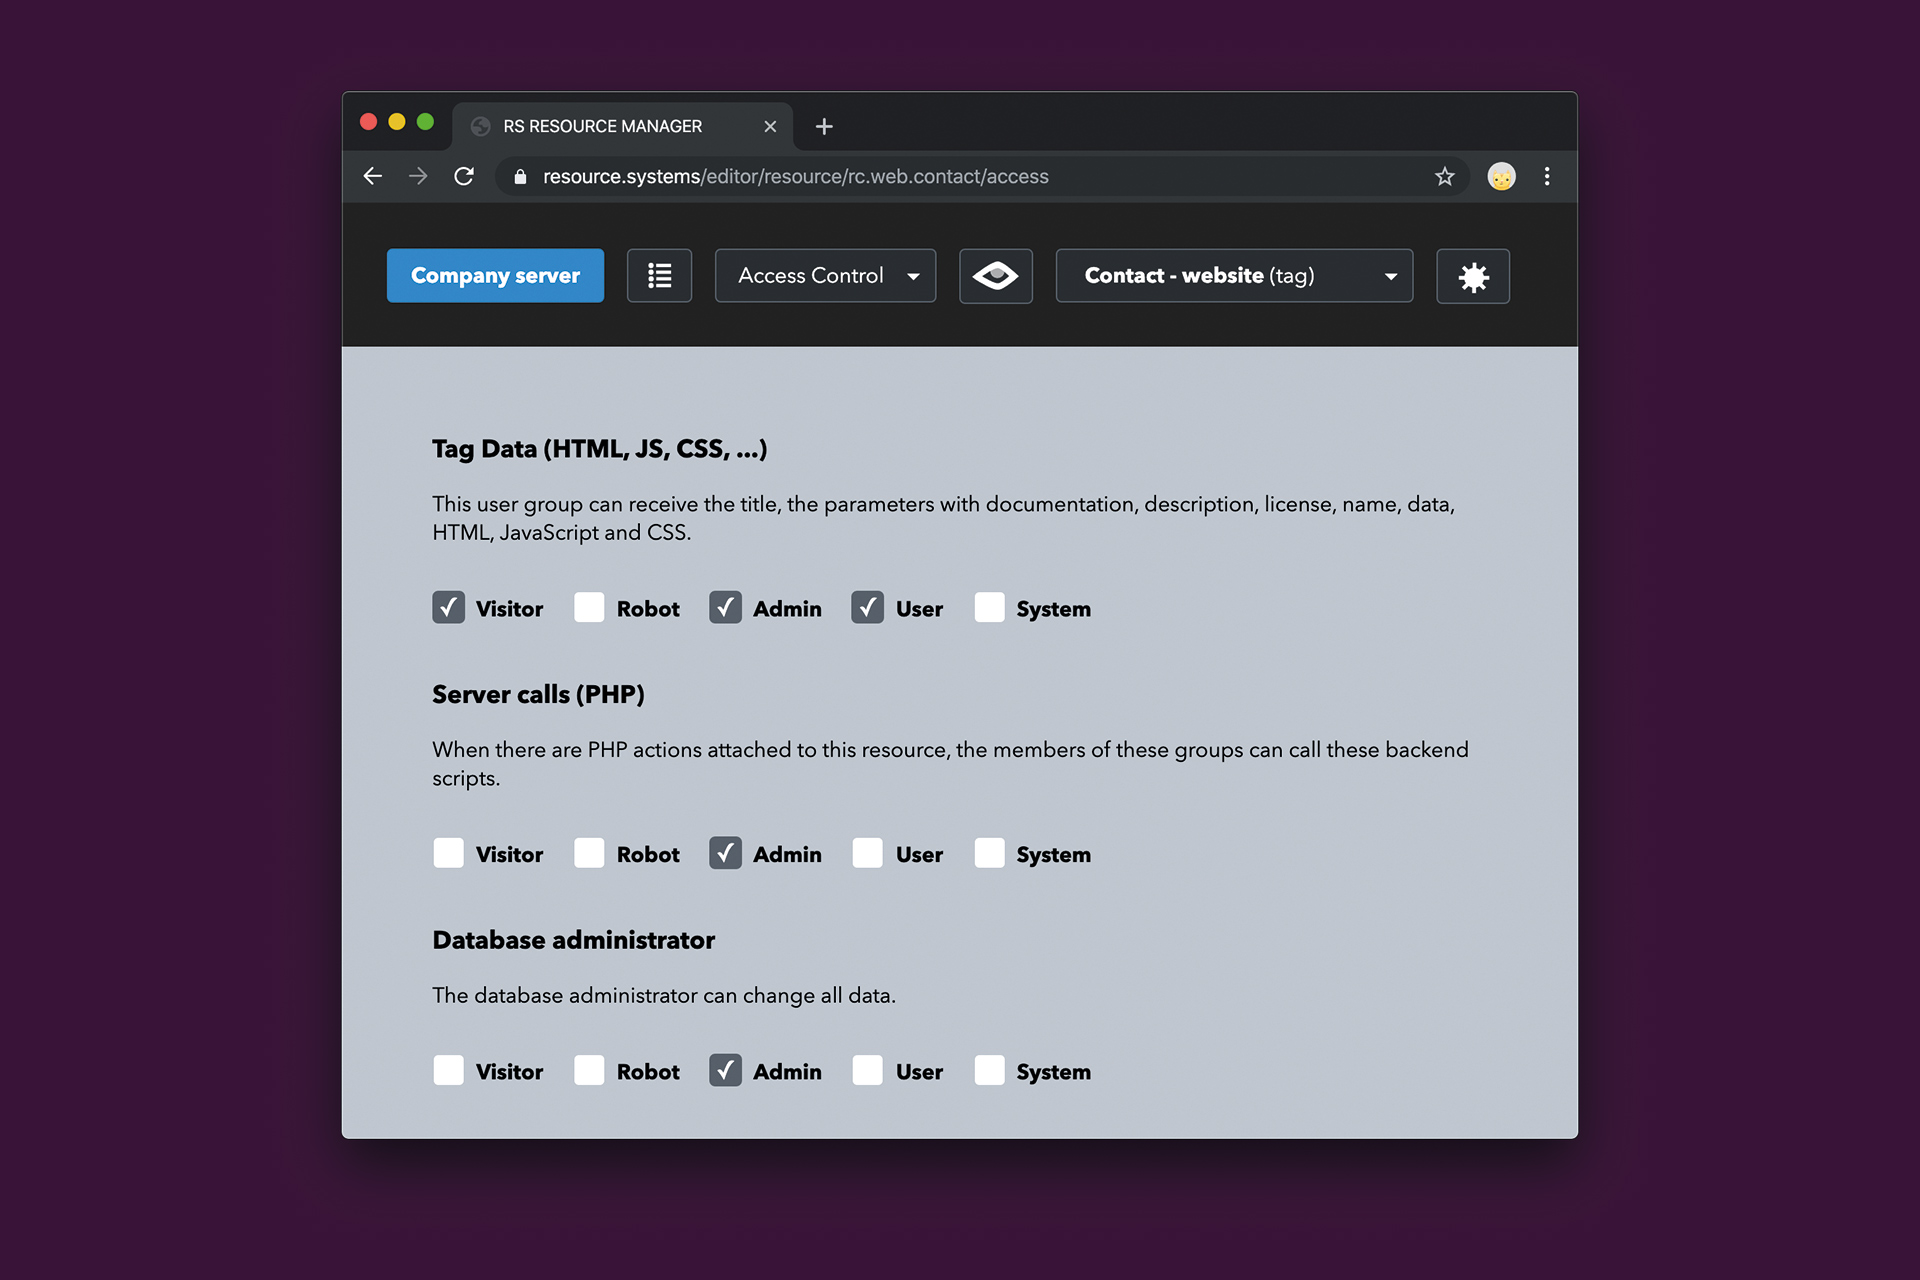 RS RESOURCE MANAGER
resource.systems/editor/resource/rc.web.contact/access
Company server
Access Control
Contact - website (tag)
Tag Data (HTML, JS, CSS, ...)
This user group can receive the title, the parameters with documentation, description, license, name, data,
HTML, JavaScript and CSS.
Visitor Robot Admin User System
Server calls (PHP)
When there are PHP actions attached to this resource, the members of these groups can call these backend
scripts.
Visitor Robot Admin User System
Database administrator
The database administrator can change all data.
Visitor Robot Admin User System